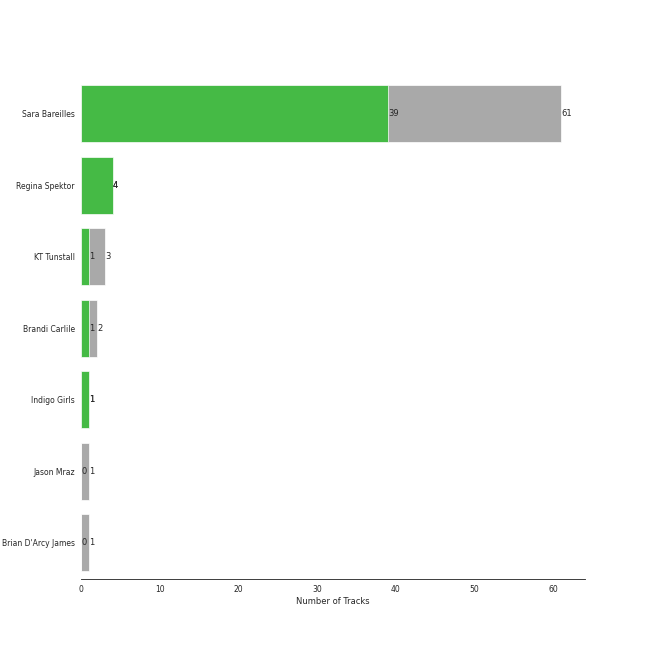 Sara Bareilles 39 61
Regina Spektor 4
KT Tunstall 1 3
Brandi Carlile 1 2
Indigo Girls 1
Jason Mraz 0 1
Brian D'Arcy James 0 1
0 10 20 30 40 50 60
Number of Tracks